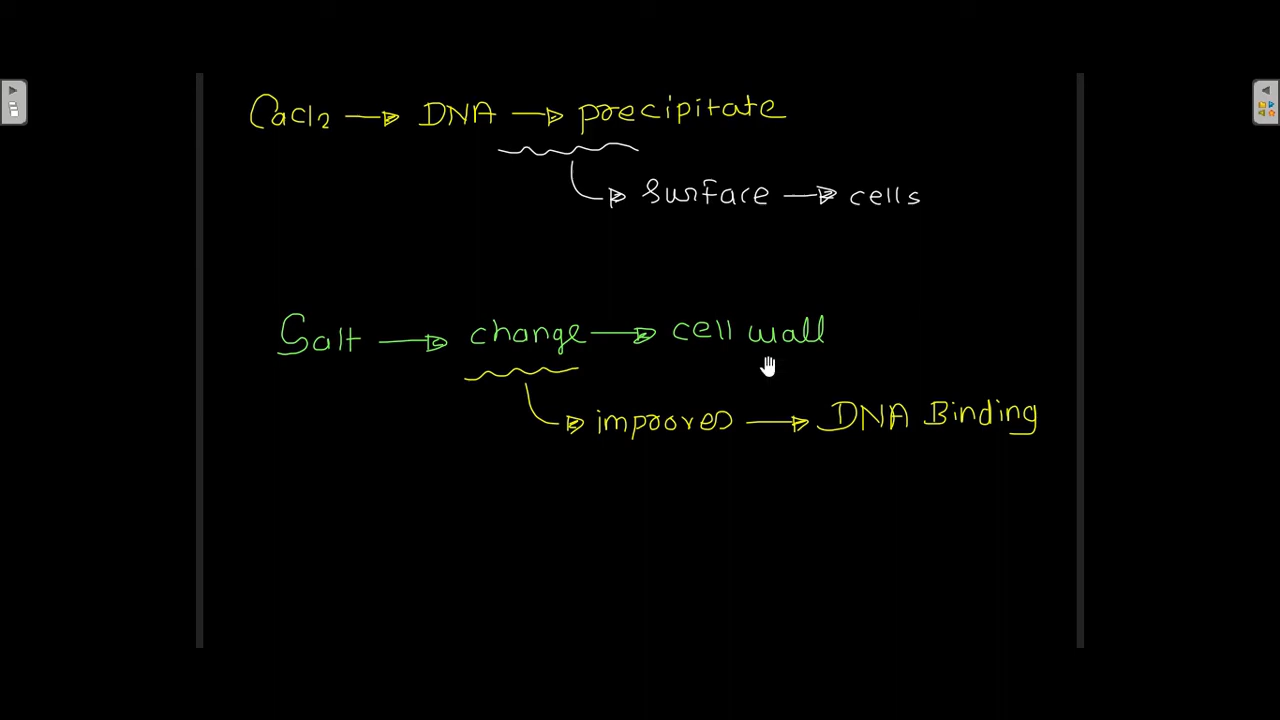 CaCl2 → DNA → precipitate
→ surface → cells
Salt → change → cell wall
→ improves → DNA Binding